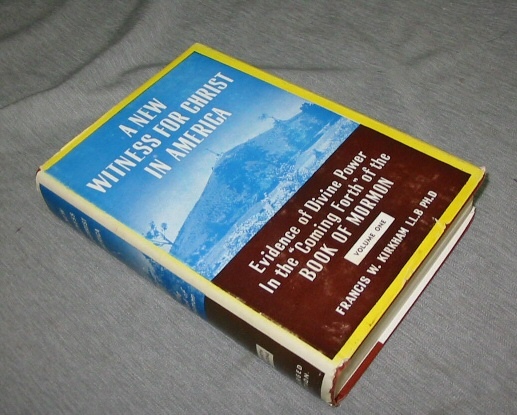 A NEW
WITNESS FOR CHRIST
IN AMERICA
Evidence of Divine Power
In the "Coming Forth" of the
BOOK OF MORMON
VOLUME ONE
FRANCIS W. KIRKHAM LL.B PH.D